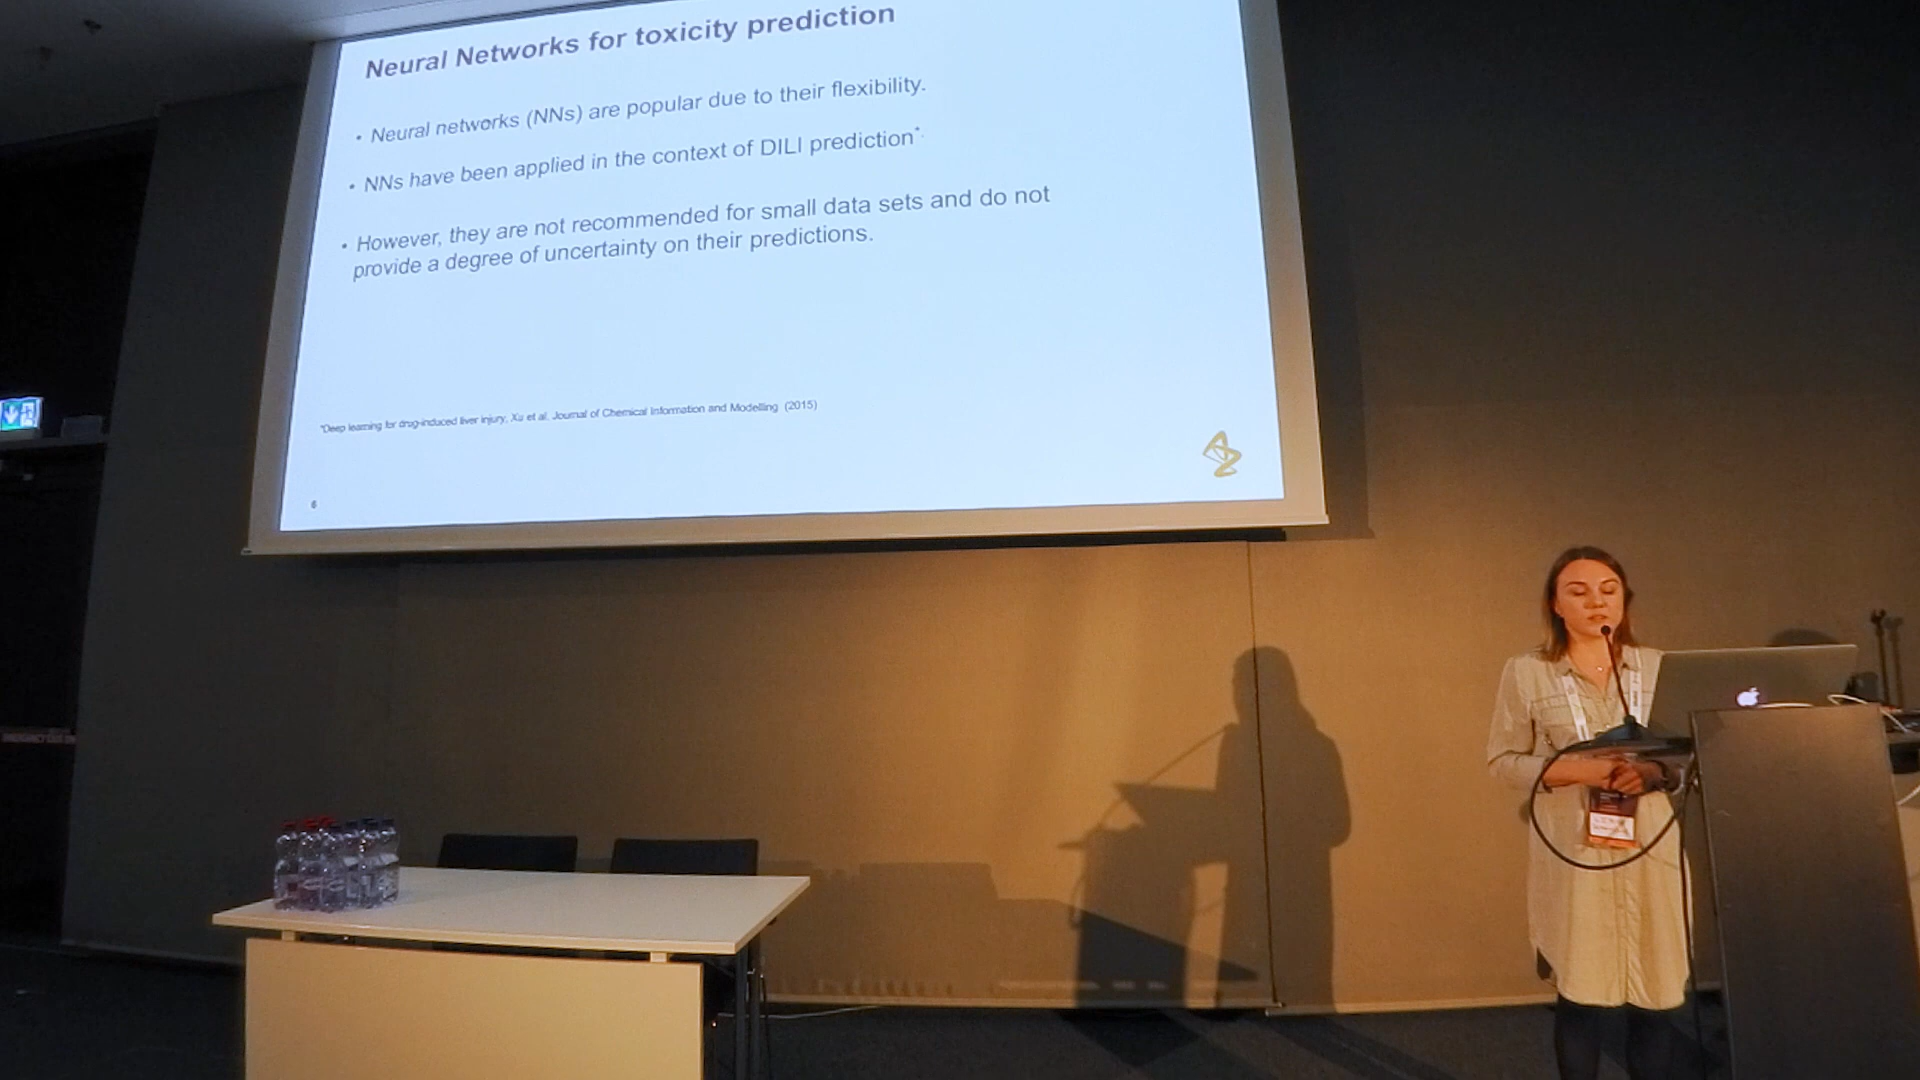 Neural Networks for toxicity prediction
• Neural networks (NNs) are popular due to their flexibility.
• NNs have been applied in the context of DILI prediction*.
• However, they are not recommended for small data sets and do not
provide a degree of uncertainty on their predictions.
*Deep learning for drug-induced liver injury, Xu et al, Journal of Chemical Information and Modelling (2015)
6